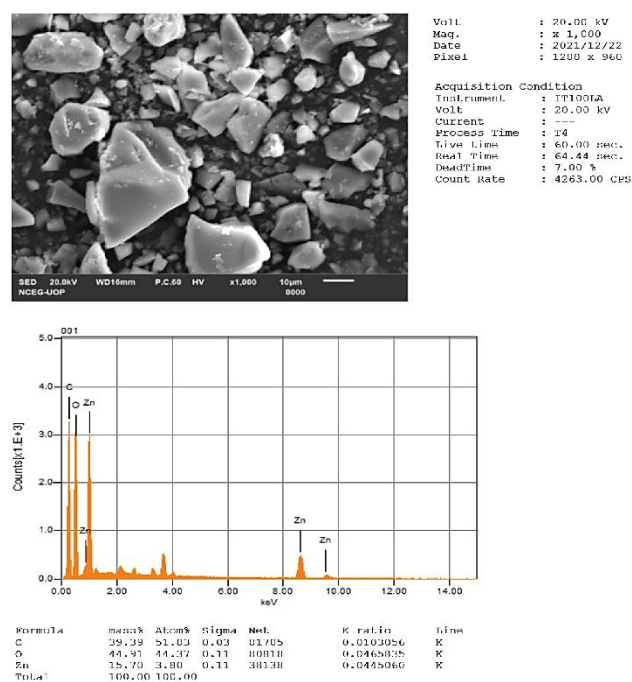 Volt : 20.00 kV
Mag. : x 1,000
Date : 2021/12/22
Pixel : 1280 x 960
Acquisition Condition
Instrument : IT100LA
Volt : 20.00 kV
Current : ---
Process Time : T4
Live time : 60.00 sec.
Real Time : 64.44 sec.
DeadTime : 7.00 %
Count Rate : 4263.00 CPS
SED 20.0kV WD16mm P.C.60 HV x1,000 10μm
NCEG-UOP 0000
001
5.0
4.0
3.0
2.0
1.0
0.0
Counts[x1.E+3]
C
O
Zn
Zn
Zn
Zn
0.00 2.00 4.00 6.00 8.00 10.00 12.00 14.00
keV
Formula mass% Atom% Sigma Net K ratio Line
C 39.39 51.83 0.03 81705 0.0103056 K
O 44.91 44.37 0.11 80818 0.0465835 K
Zn 15.70 3.80 0.11 38138 0.0445060 K
Total 100.00 100.00